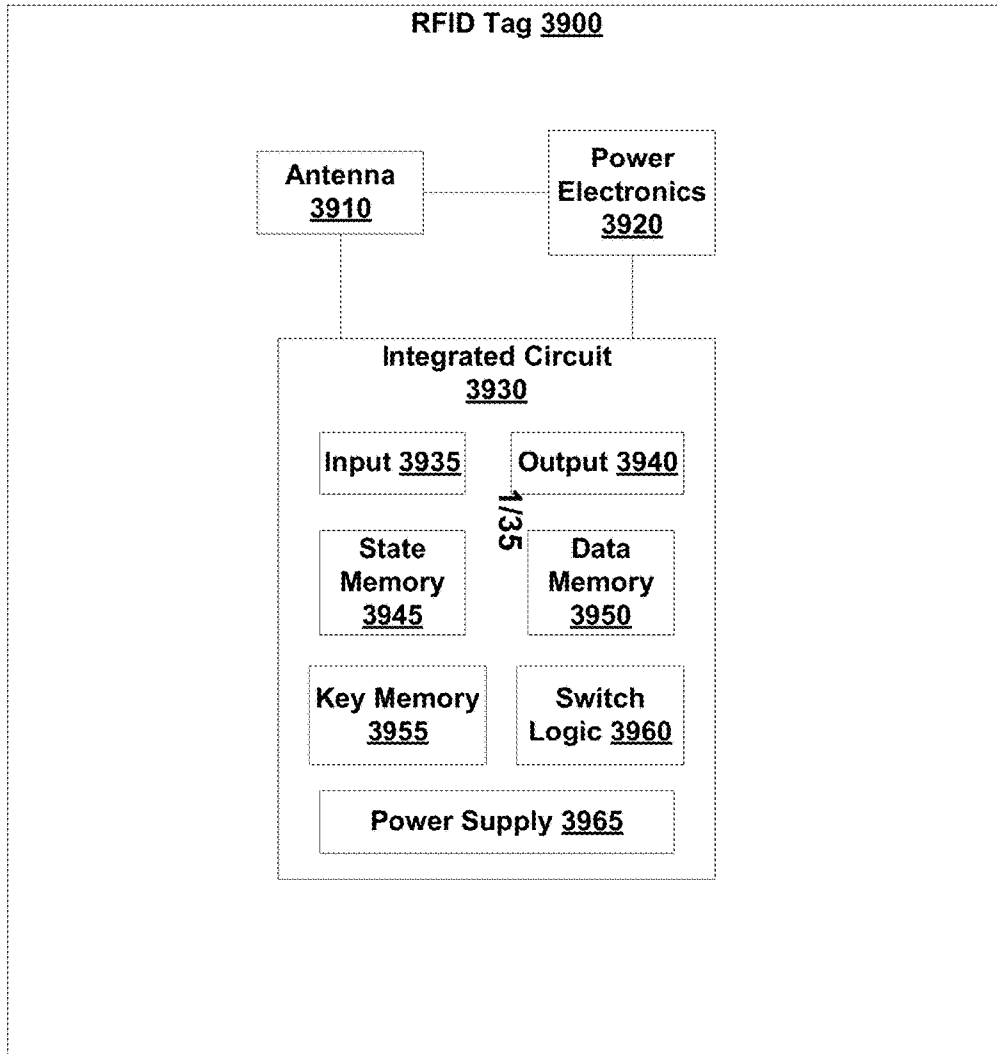 RFID Tag 3900
Antenna
3910
Power
Electronics
3920
Integrated Circuit
3930
Input 3935
Output 3940
1/35
State
Memory
3945
Data
Memory
3950
Key Memory
3955
Switch
Logic 3960
Power Supply 3965